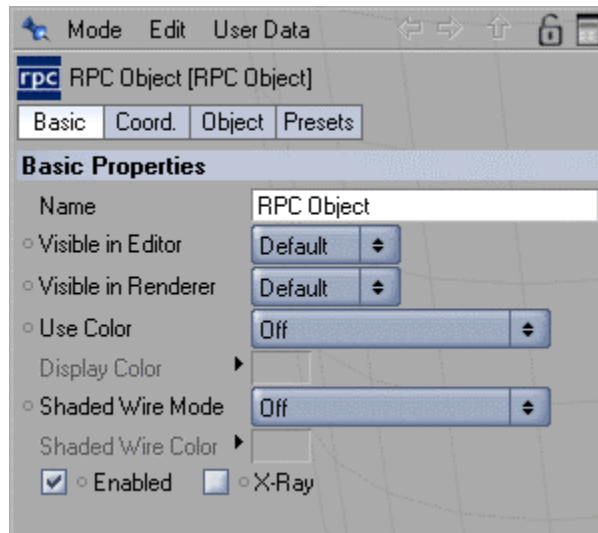 Mode Edit User Data
rpc RPC Object [RPC Object]
Basic Coord. Object Presets
Basic Properties
Name RPC Object
Visible in Editor Default
Visible in Renderer Default
Use Color Off
Display Color
Shaded Wire Mode Off
Shaded Wire Color
Enabled X-Ray